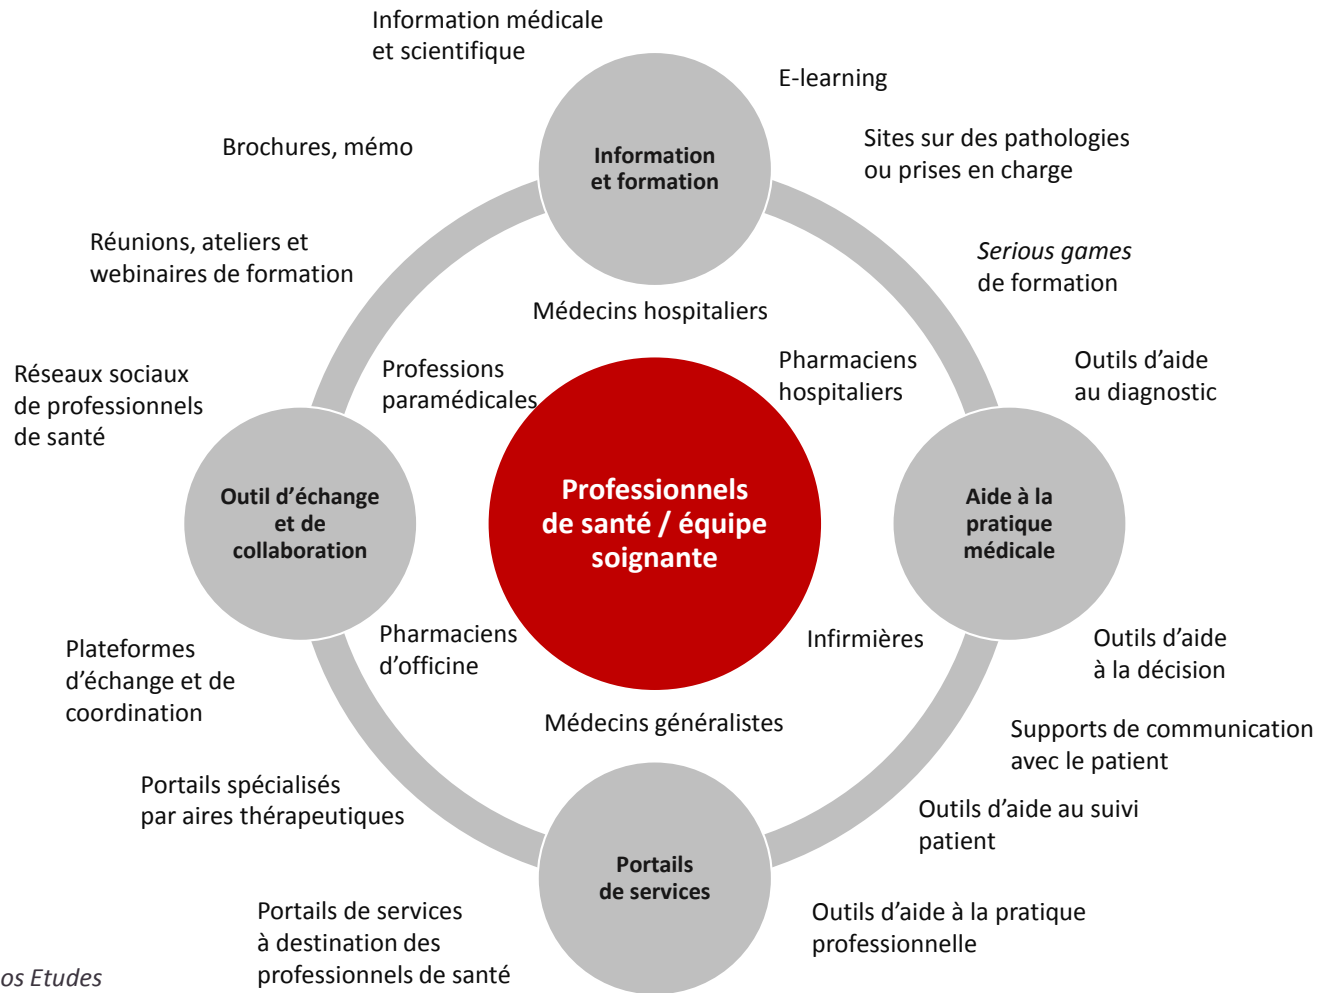 Information médicale
et scientifique
E-learning
Brochures, mémo
Information
et formation
Sites sur des pathologies
ou prises en charge
Réunions, ateliers et
webinaires de formation
Serious games
de formation
Médecins hospitaliers
Réseaux sociaux
de professionnels
de santé
Professions
paramédicales
Pharmaciens
hospitaliers
Outils d’aide
au diagnostic
Outil d’échange
et de
collaboration
Professionnels
de santé / équipe
soignante
Aide à la
pratique
médicale
Plateformes
d’échange et de
coordination
Pharmaciens
d’officine
Infirmières
Outils d’aide
à la décision
Médecins généralistes
Supports de communication
avec le patient
Portails spécialisés
par aires thérapeutiques
Outils d’aide au suivi
patient
Portails
de services
Portails de services
à destination des
professionnels de santé
Outils d’aide à la pratique
professionnelle
os Etudes